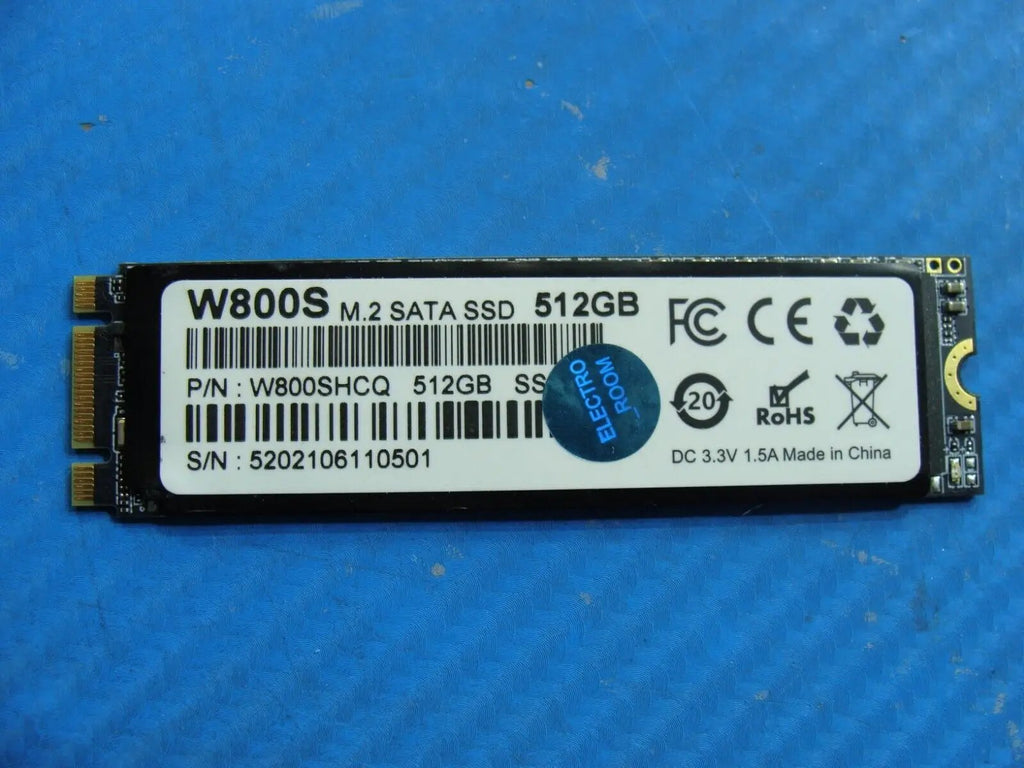 W800S M.2 SATA SSD 512GB
P/N : W800SHCQ 512GB SS
S/N : 5202106110501
ELECTRO
_ROOM
FC CE
20
RoHS
DC 3.3V 1.5A Made in China